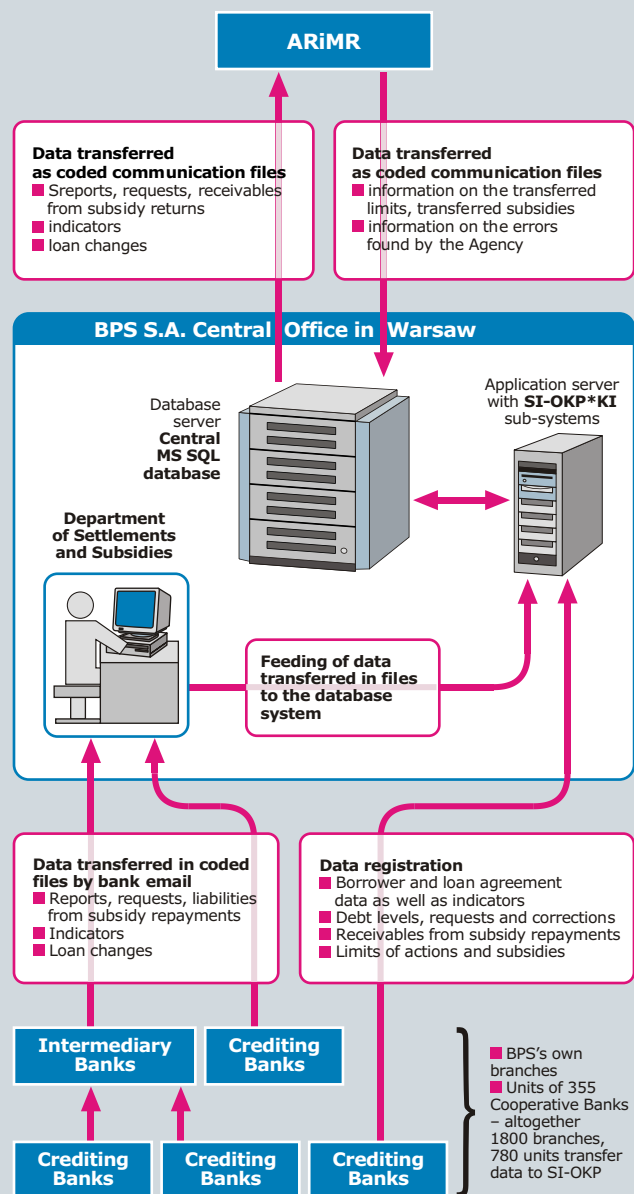 ARiMR
Data transferred
as coded communication files
Sreports, requests, receivables
from subsidy returns
indicators
loan changes
Data transferred
as coded communication files
information on the transferred
limits, transferred subsidies
information on the errors
found by the Agency
BPS S.A. Central Office in Warsaw
Database
server
Central
MS SQL
database
Application server
with SI-OKP*KI
sub-systems
Department
of Settlements
and Subsidies
Feeding of data
transferred in files
to the database
system
Data transferred in coded
files by bank email
Reports, requests, liabilities
from subsidy repayments
Indicators
Loan changes
Data registration
Borrower and loan agreement
data as well as indicators
Debt levels, requests and corrections
Receivables from subsidy repayments
Limits of actions and subsidies
Intermediary
Banks
Crediting
Banks
BPS's own
branches
Units of 355
Cooperative Banks
– altogether
1800 branches,
780 units transfer
data to SI-OKP
Crediting
Banks
Crediting
Banks
Crediting
Banks